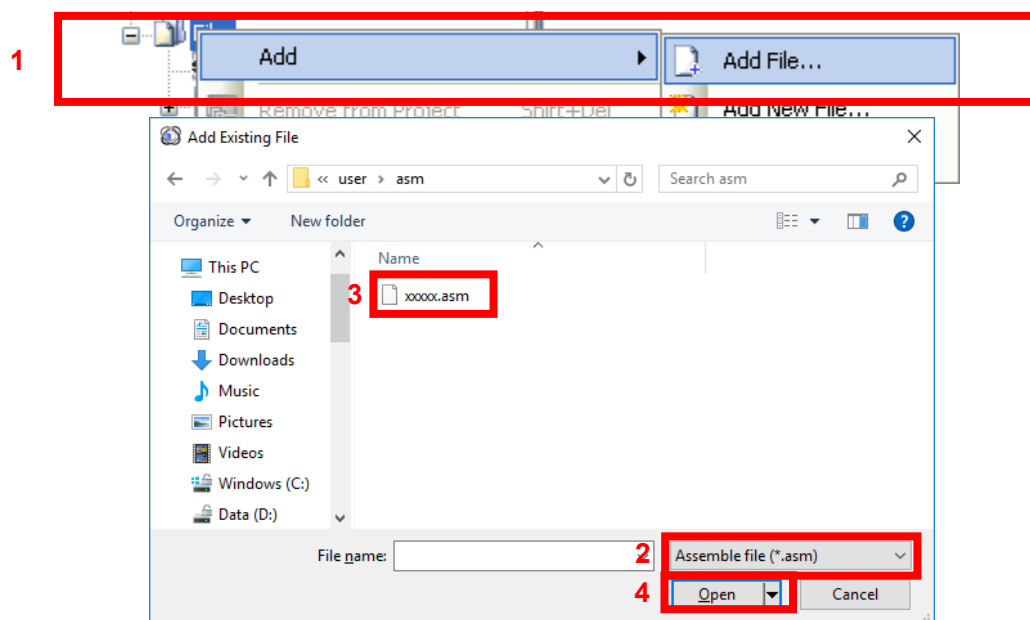 1
Add
Add File...
Remove from Project Shift+Del
Add New File...
Add Existing File
« user › asm
Search asm
Organize
New folder
?
This PC
Desktop
Documents
Downloads
Music
Pictures
Videos
Windows (C:)
Data (D:)
Name
3
xxxxx.asm
File name:
2
Assemble file (*.asm)
4
Open
Cancel